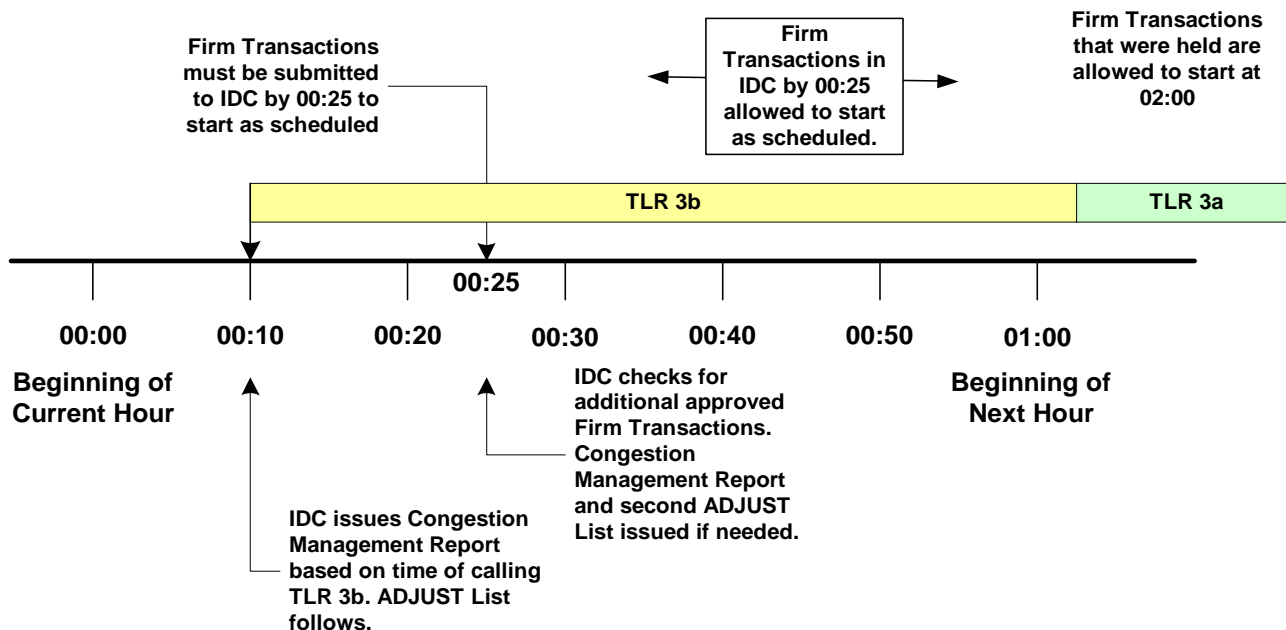 Firm Transactions
must be submitted
to IDC by 00:25 to
start as scheduled
Firm
Transactions in
IDC by 00:25
allowed to start
as scheduled.
Firm Transactions
that were held are
allowed to start at
02:00
TLR 3b
TLR 3a
00:25
00:00
00:10
00:20
00:30
00:40
00:50
01:00
Beginning of
Current Hour
Beginning of
Next Hour
IDC checks for
additional approved
Firm Transactions.
Congestion
Management Report
and second ADJUST
List issued if needed.
IDC issues Congestion
Management Report
based on time of calling
TLR 3b. ADJUST List
follows.